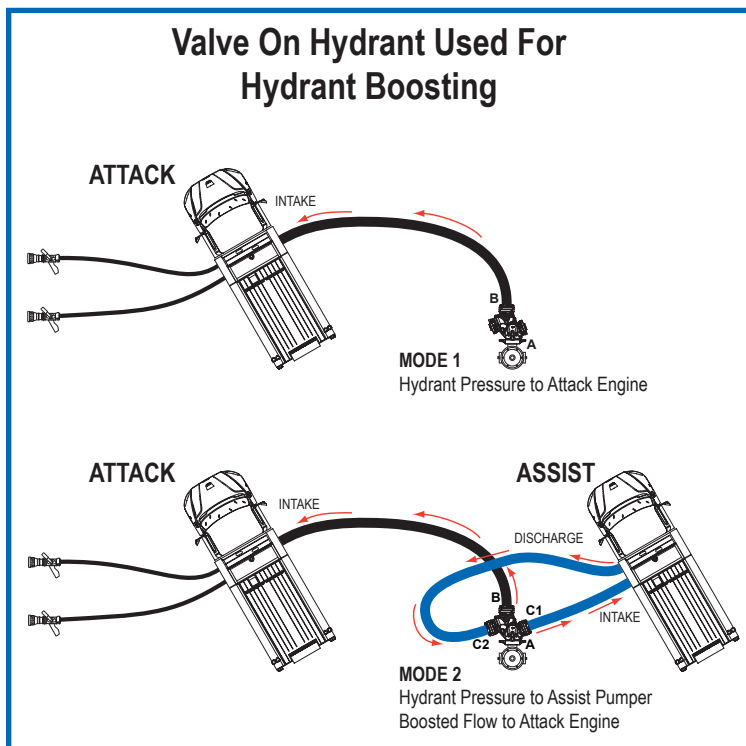 Valve On Hydrant Used For
Hydrant Boosting
ATTACK
INTAKE
B
A
MODE 1
Hydrant Pressure to Attack Engine
ATTACK
ASSIST
INTAKE
DISCHARGE
B
C1
INTAKE
C2
A
MODE 2
Hydrant Pressure to Assist Pumper
Boosted Flow to Attack Engine